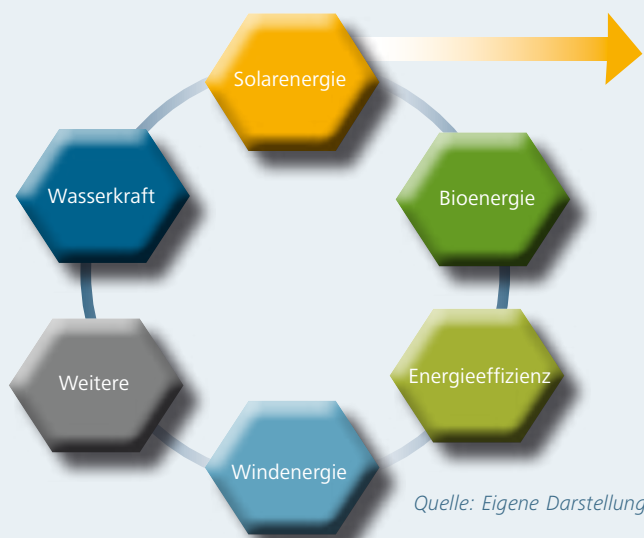 Solarenergie
Wasserkraft
Bioenergie
Weitere
Energieeffizienz
Windenergie
Quelle: Eigene Darstellung